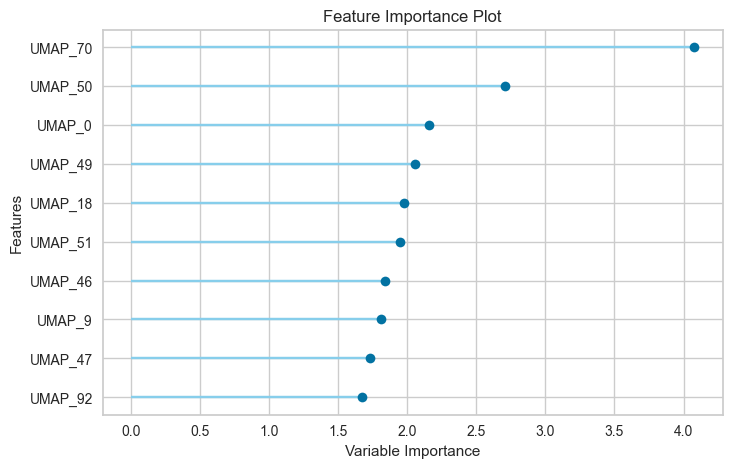 Feature Importance Plot
UMAP_70
UMAP_50
UMAP_0
UMAP_49
UMAP_18
UMAP_51
UMAP_46
UMAP_9
UMAP_47
UMAP_92
Features
0.0 0.5 1.0 1.5 2.0 2.5 3.0 3.5 4.0
Variable Importance